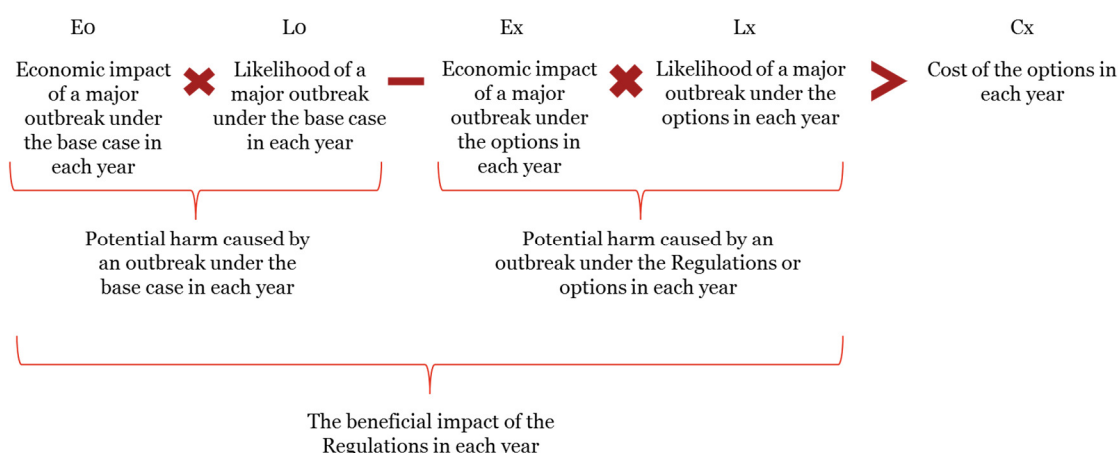 E0
L0
Ex
Lx
Cx
Economic impact
of a major
outbreak under
the base case in
each year
Likelihood of a
major outbreak
under the base case
in each year
Economic impact
of a major
outbreak under
the options in
each year
Likelihood of a major
outbreak under the
options in each year
Cost of the options in
each year
Potential harm caused by
an outbreak under the
base case in each year
Potential harm caused by an
outbreak under the Regulations or
options in each year
The beneficial impact of the
Regulations in each year